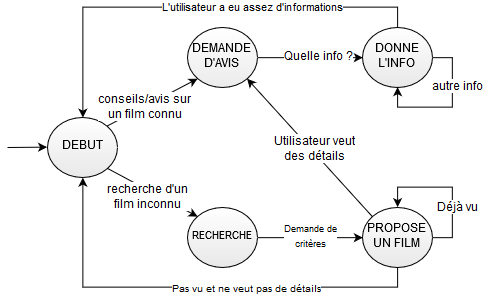 L'utilisateur a eu assez d'informations
DEMANDE
D'AVIS
Quelle info ?
DONNE
L'INFO
autre info
conseils/avis sur
un film connu
DEBUT
Utilisateur veut
des détails
recherche d'un
film inconnu
RECHERCHE
Demande de
critères
PROPOSE
UN FILM
Déjà vu
Pas vu et ne veut pas de détails